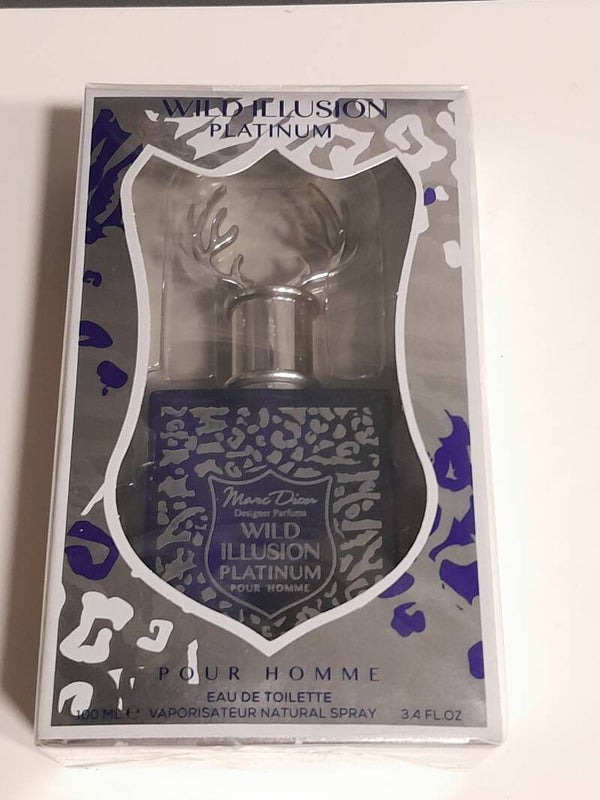 WILD ILLUSION
PLATINUM
Marc Dion
Designer Parfums
WILD
ILLUSION
PLATINUM
POUR HOMME
POUR HOMME
EAU DE TOILETTE
100 ML ℮ VAPORISATEUR NATURAL SPRAY 3.4 FL.OZ